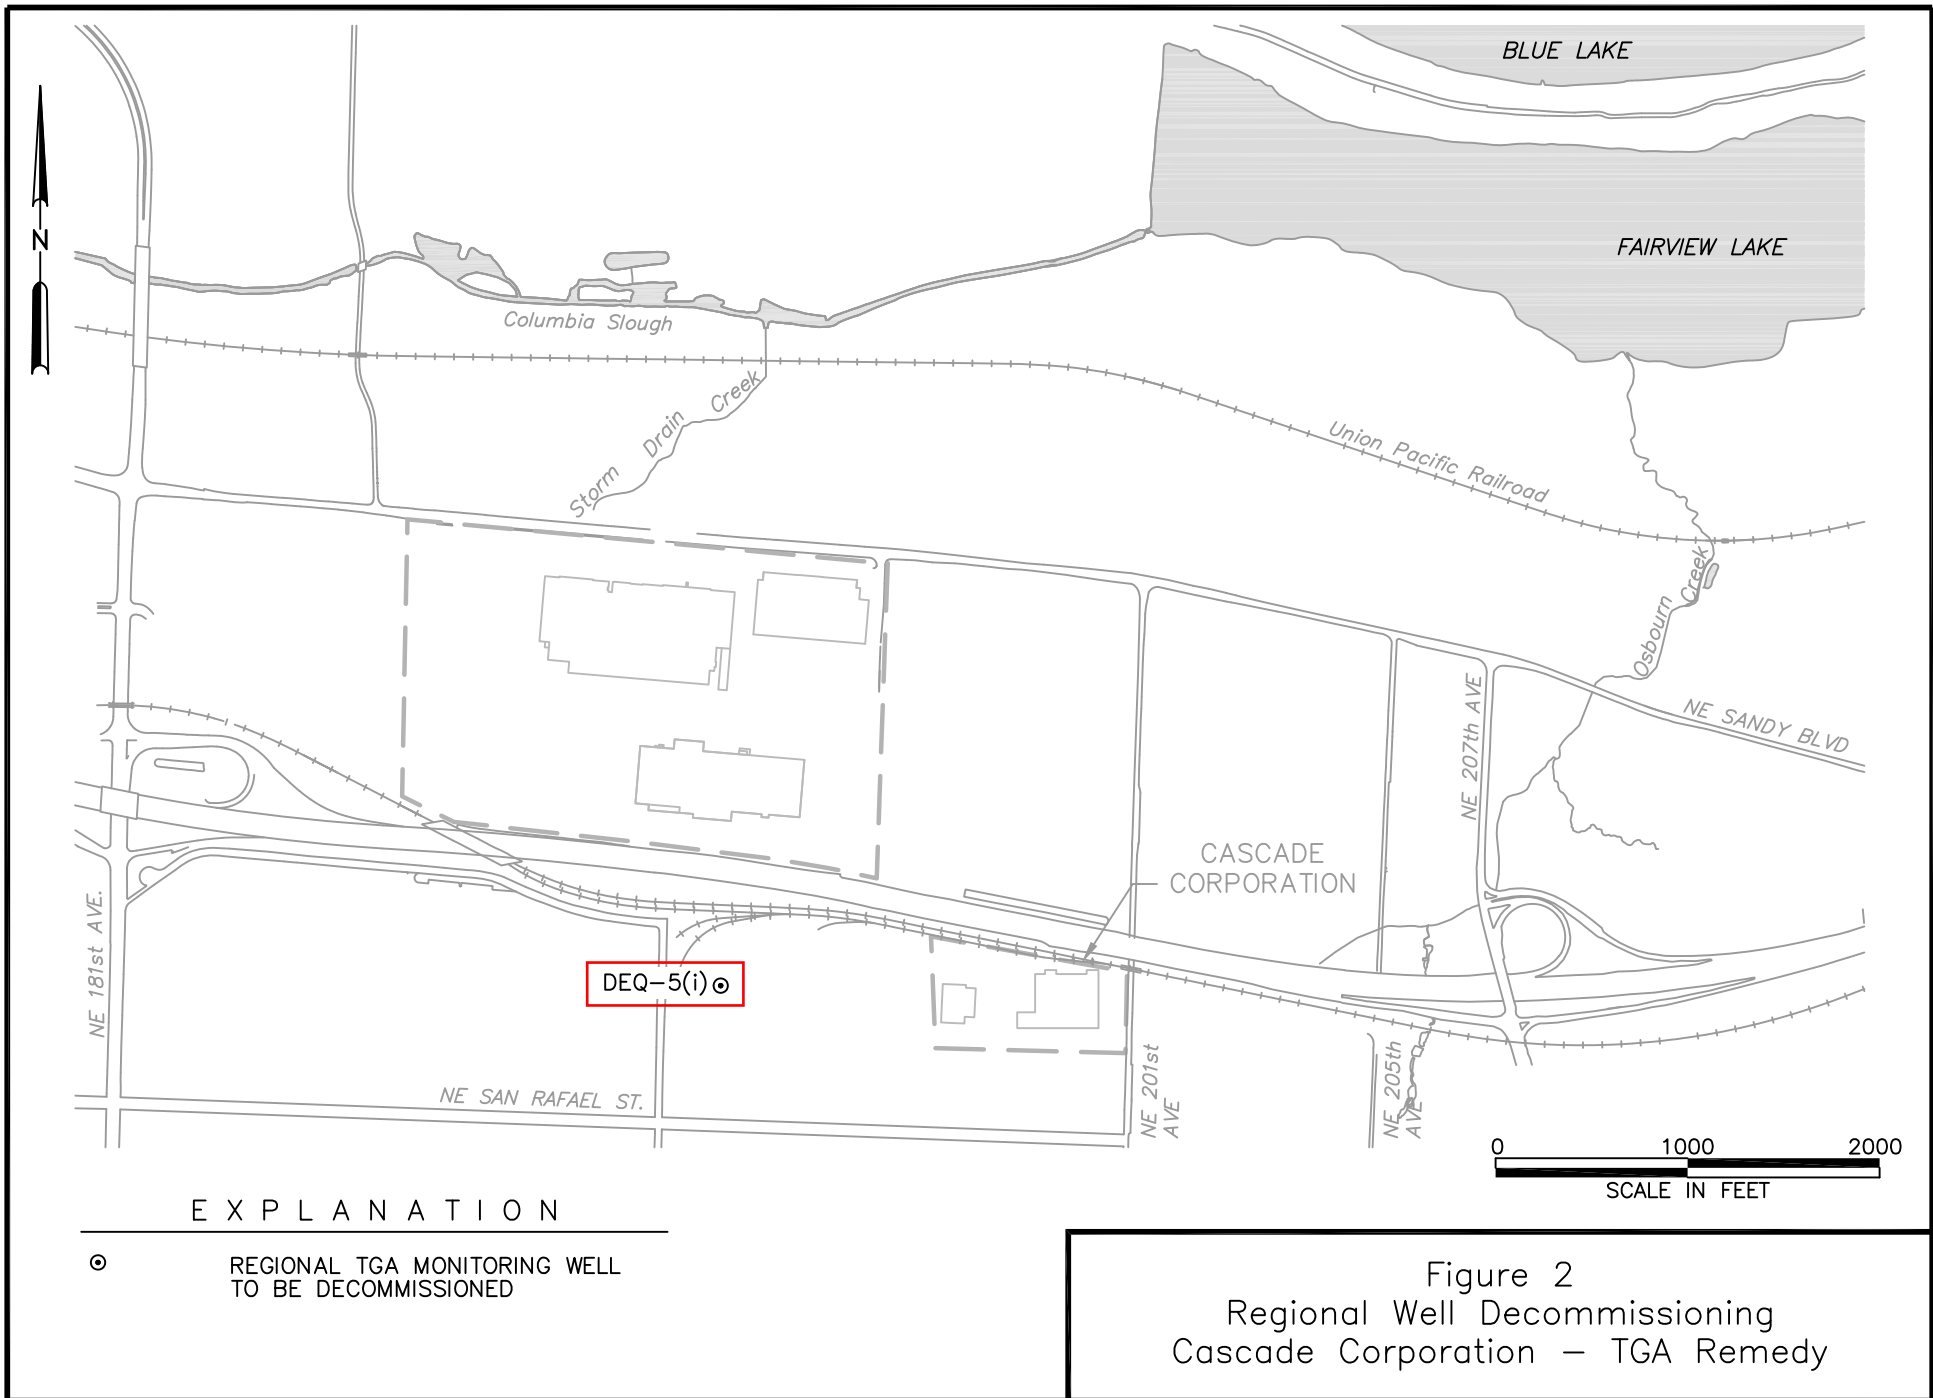 BLUE LAKE
N
FAIRVIEW LAKE
Columbia Slough
Storm Drain Creek
Union Pacific Railroad
Osbourn Creek
NE 207th AVE
NE SANDY BLVD
CASCADE
CORPORATION
NE 181st AVE.
DEQ-5(i)
NE SAN RAFAEL ST.
NE 201st
AVE
NE 205th
AVE
0 1000 2000
SCALE IN FEET
EXPLANATION
REGIONAL TGA MONITORING WELL
TO BE DECOMMISSIONED
Figure 2
Regional Well Decommissioning
Cascade Corporation – TGA Remedy